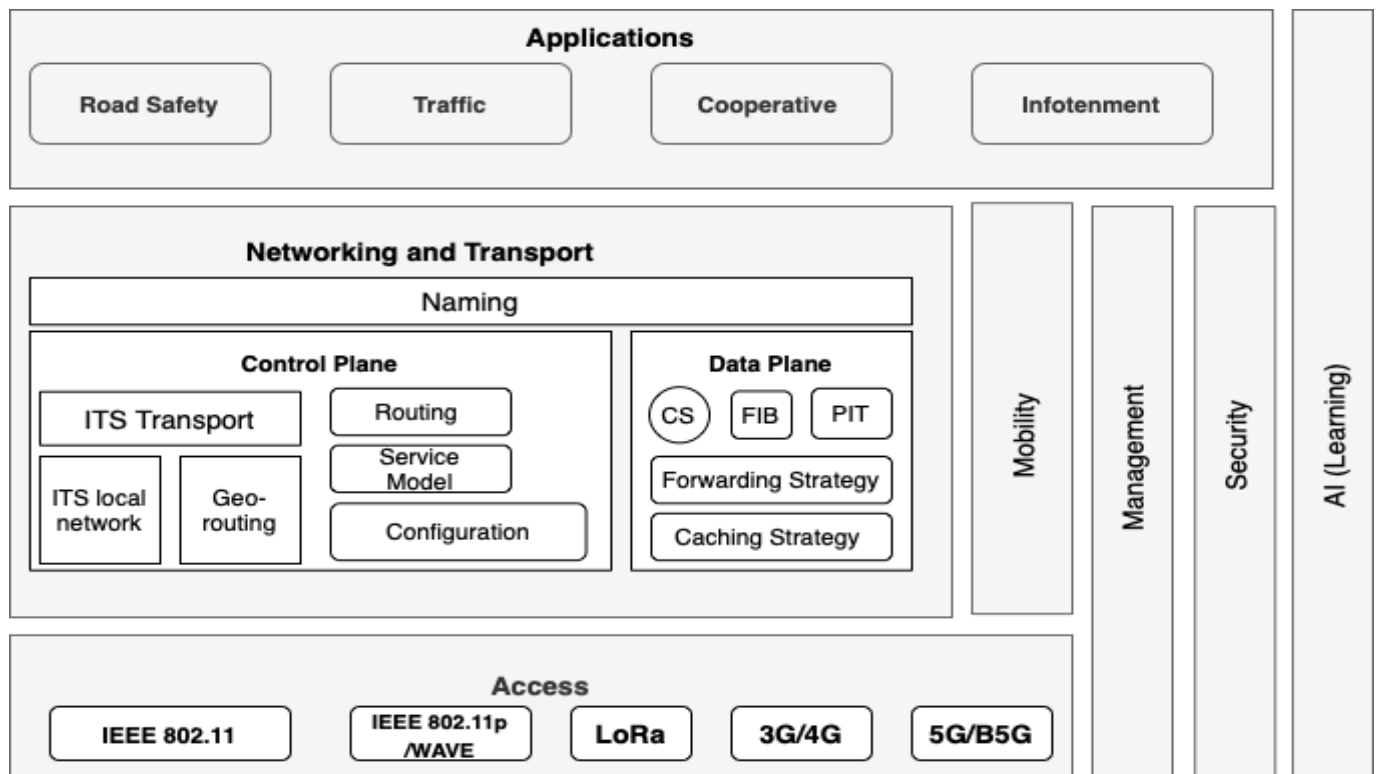 Applications
Road Safety
Traffic
Cooperative
Infotenment
Networking and Transport
Naming
Control Plane
ITS Transport
ITS local
network
Geo-
routing
Routing
Service
Model
Configuration
Data Plane
CS
FIB
PIT
Forwarding Strategy
Caching Strategy
Mobility
Management
Security
AI (Learning)
Access
IEEE 802.11
IEEE 802.11p
/WAVE
LoRa
3G/4G
5G/B5G